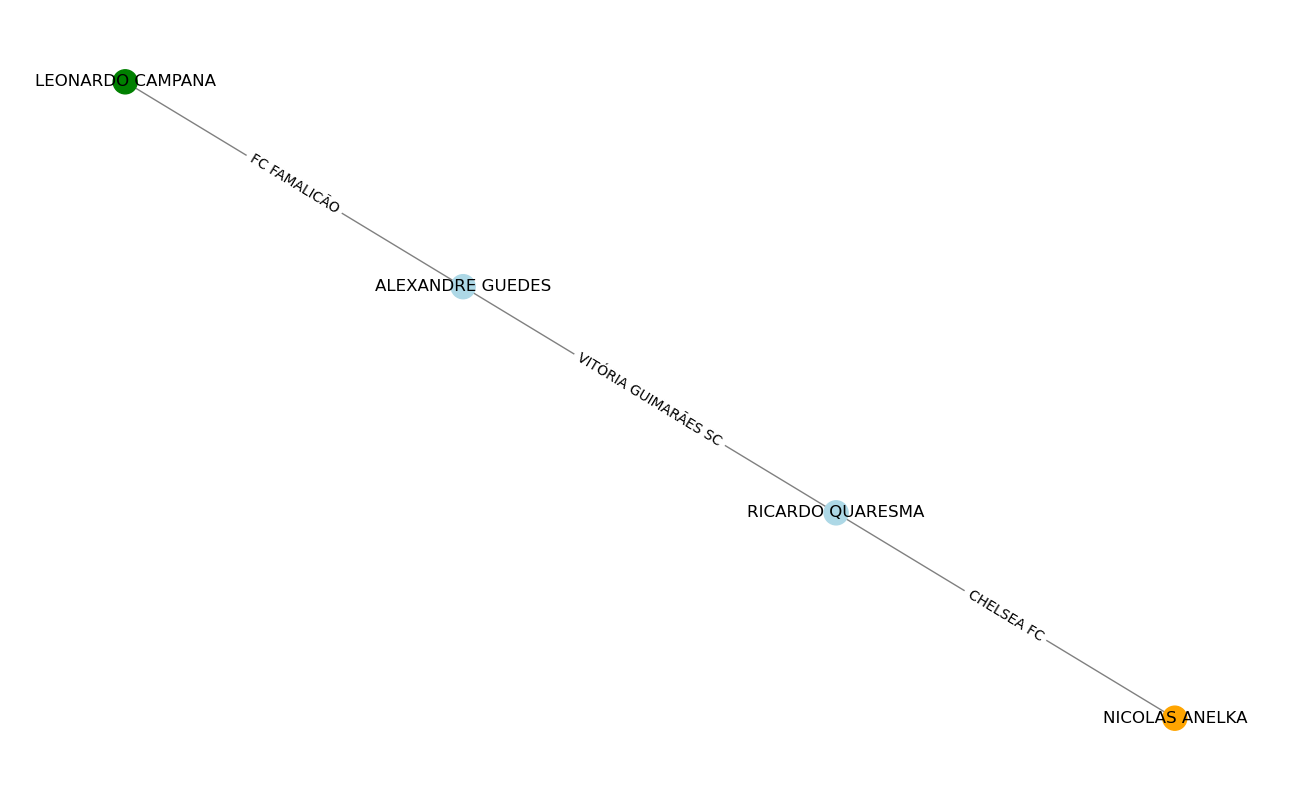 LEONARDO CAMPANA
FC FAMALICÃO
ALEXANDRE GUEDES
VITÓRIA GUIMARÃES SC
RICARDO QUARESMA
CHELSEA FC
NICOLAS ANELKA